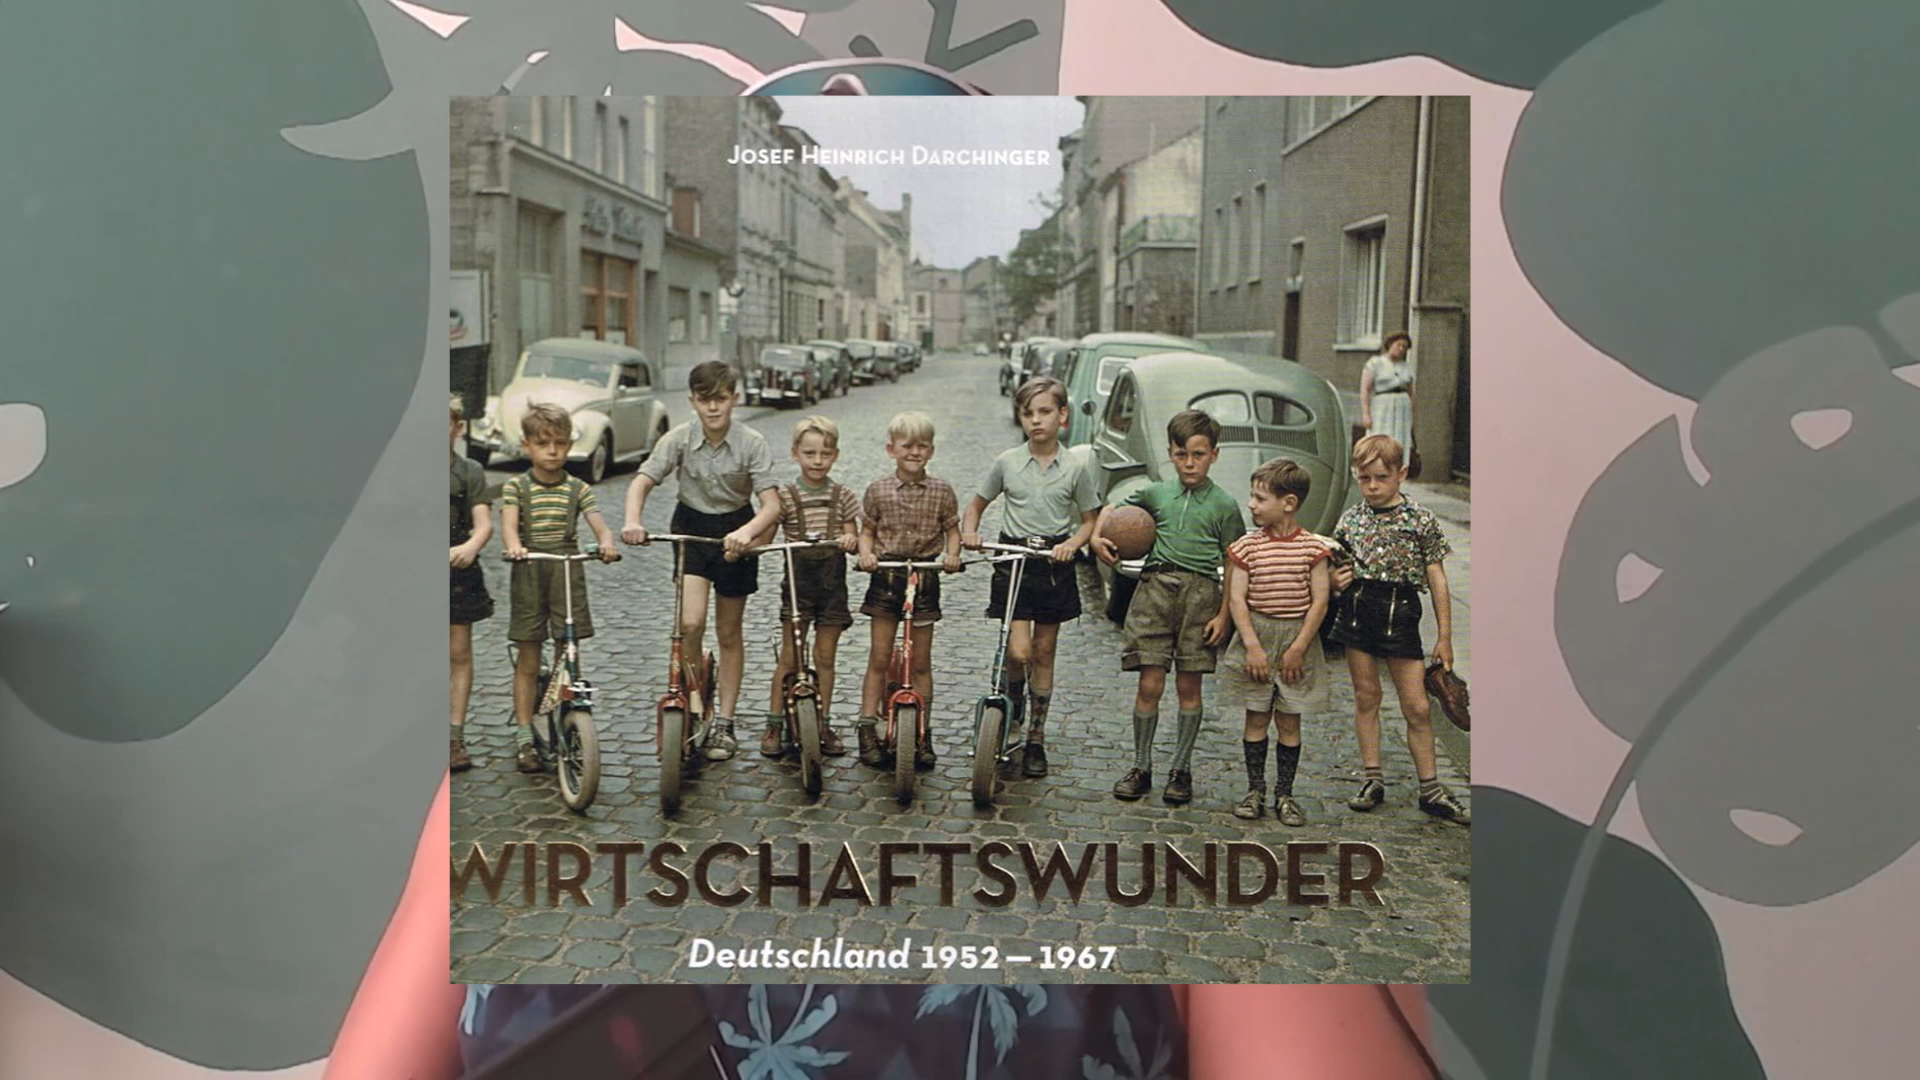 JOSEF HEINRICH DARCHINGER
WIRTSCHAFTSWUNDER
Deutschland 1952 – 1967